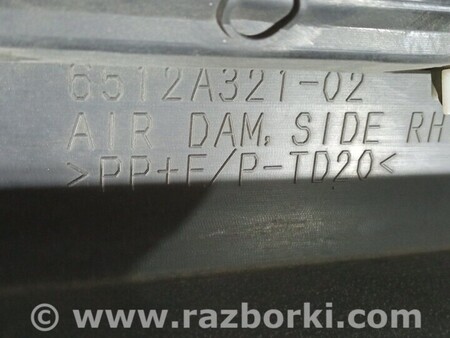 6512A321-02
AIR DAM, SIDE RH
>PP+E/P-TD20<
© www.razborki.com